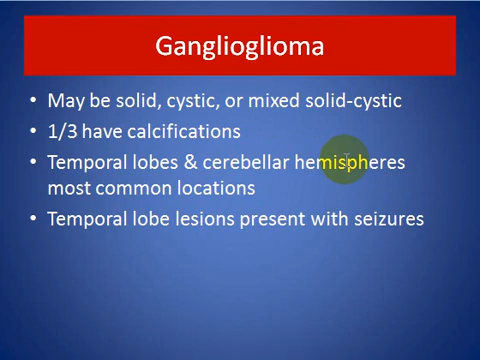 Ganglioglioma
• May be solid, cystic, or mixed solid-cystic
• 1/3 have calcifications
• Temporal lobes & cerebellar hemispheres
most common locations
• Temporal lobe lesions present with seizures